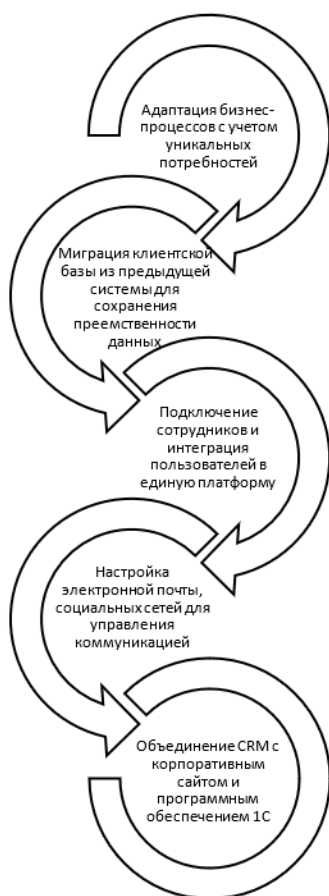 Адаптация бизнес-
процессов с учетом
уникальных
потребностей
Миграция клиентской
базы из предыдущей
системы для
сохранения
преемственности
данных
Подключение
сотрудников и
интеграция
пользователей в
единую платформу
Настройка
электронной почты,
социальных сетей для
управления
коммуникацией
Объединение CRM с
корпоративным
сайтом и
программным
обеспечением 1С